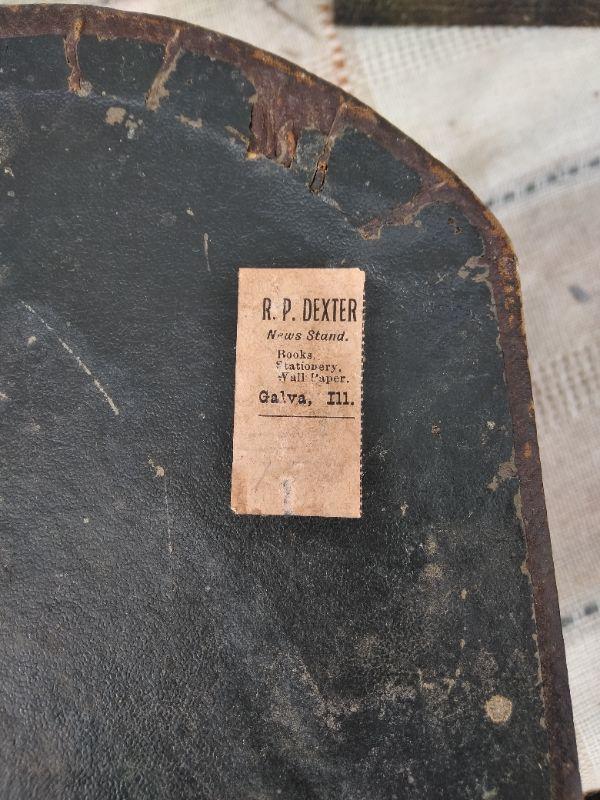 R. P. DEXTER
News Stand.
Books,
Stationery,
Wall Paper.
Galva, Ill.